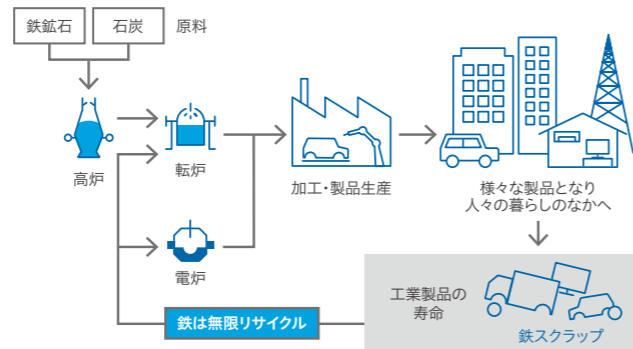 鉄鉱石
石炭
原料
高炉
転炉
電炉
加工・製品生産
様々な製品となり
人々の暮らしのなかへ
工業製品の
寿命
鉄スクラップ
鉄は無限リサイクル